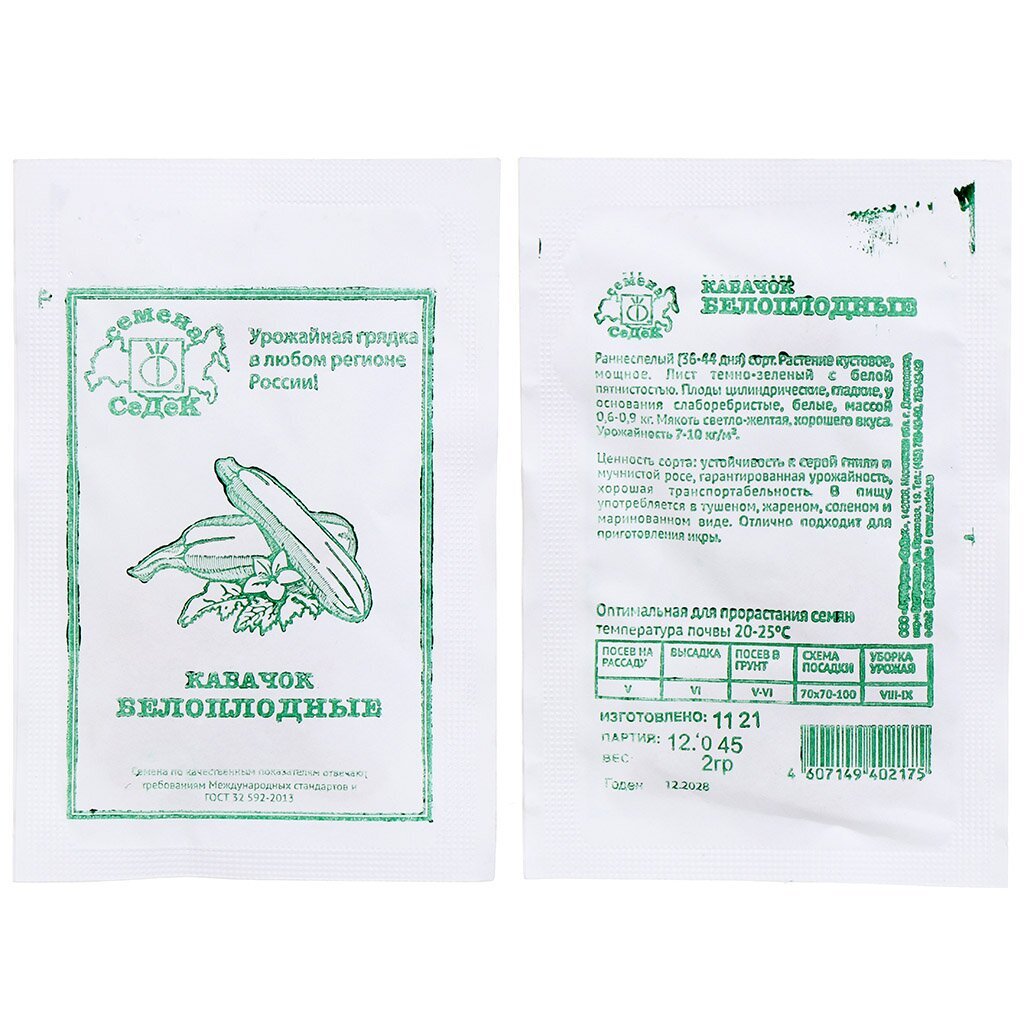 семена
СеДеК
Урожайная грядка
в любом регионе
России!
КАБАЧОК
БЕЛОПЛОДНЫЕ
Семена по качественным показателям отвечают
требованиям Международных стандартов и
ГОСТ 32 592-2013
семена
СеДеК
КАБАЧОК
БЕЛОПЛОДНЫЕ
Раннеспелый (36-44 дня) сорт. Растение кустовое,
мощное. Лист темно-зеленый с белой
пятнистостью. Плоды цилиндрические, гладкие, у
основания слаборебристые, белые, массой
0,6-0,9 кг. Мякоть светло-желтая, хорошего вкуса.
Урожайность 7-10 кг/м³.
Ценность сорта: устойчивость к серой гнили и
мучнистой росе, гарантированная урожайность,
хорошая транспортабельность. В пищу
употребляется в тушеном, жареном, соленом и
маринованном виде. Отлично подходит для
приготовления икры.
Оптимальная для прорастания семян
температура почвы 20-25°С
ПОСЕВ НА РАССАДУ ВЫСАДКА ПОСЕВ В ГРУНТ СХЕМА ПОСАДКИ УБОРКА УРОЖАЯ
V VI V-VI 70х70-100 VIII-IX
ИЗГОТОВЛЕНО: 11 21
ПАРТИЯ: 12.'0 45
ВЕС: 2гр
Годен 12.2028
4 607149 402175